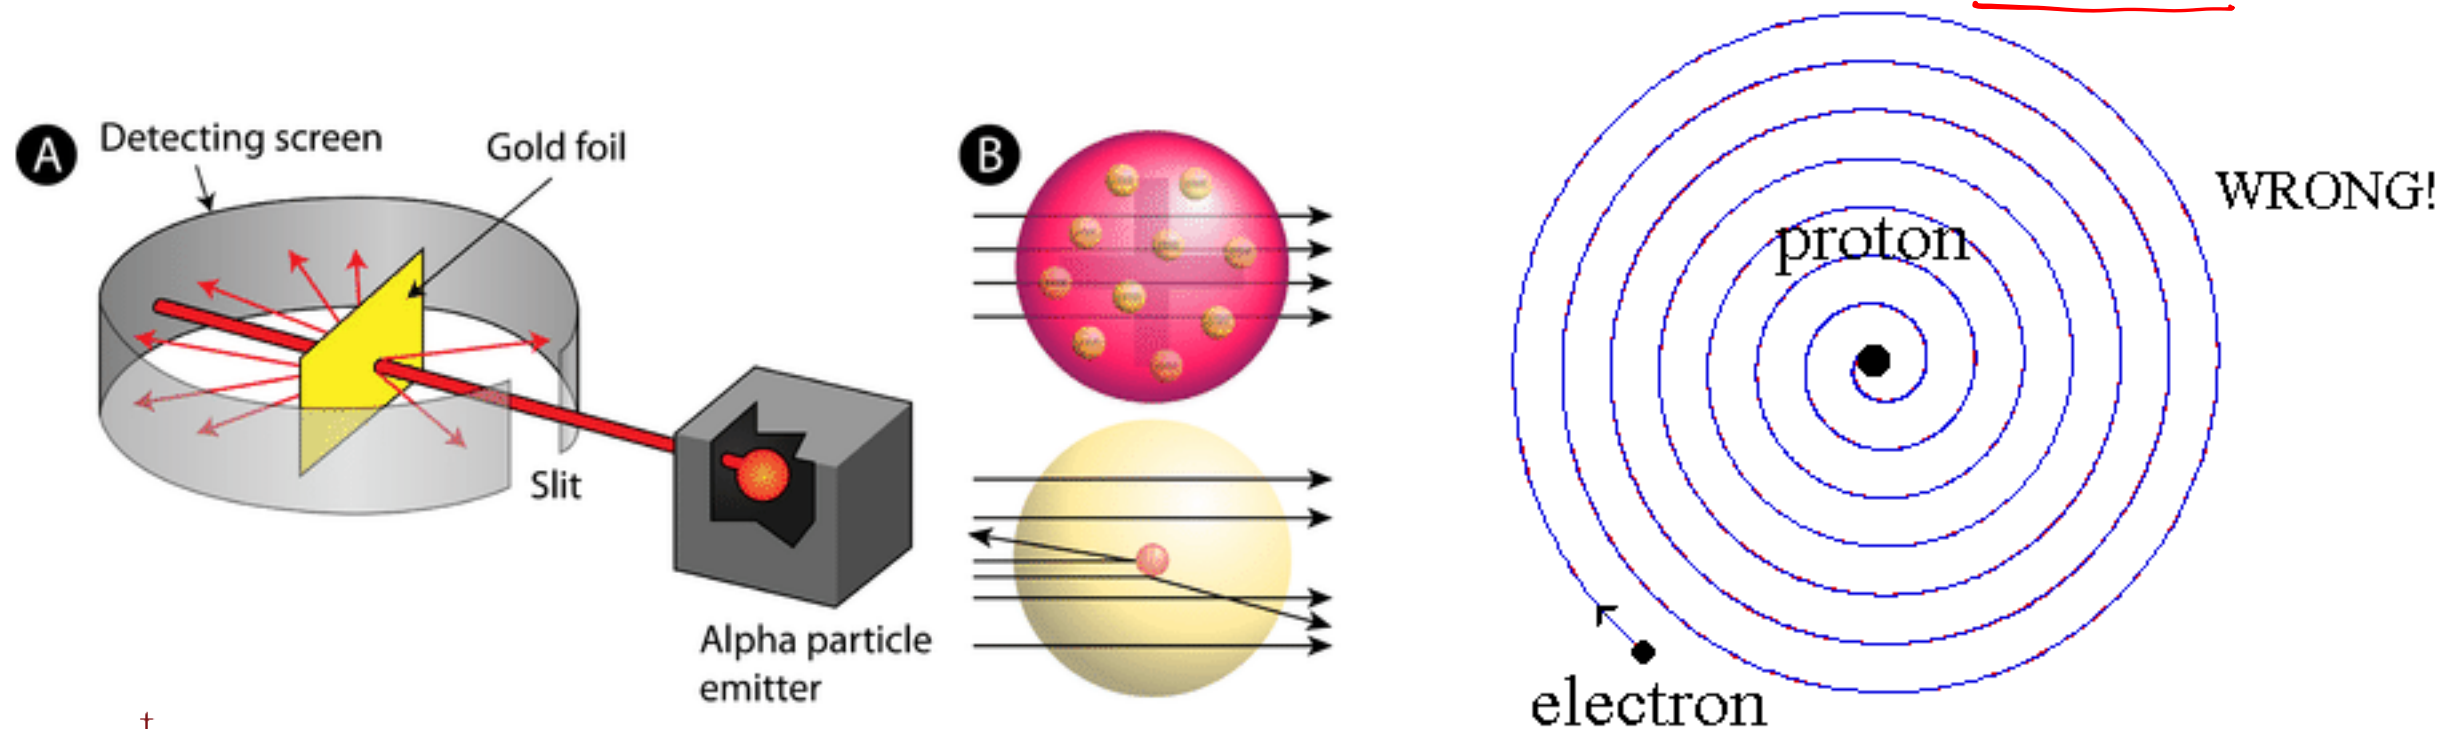 A
Detecting screen
Gold foil
Slit
Alpha particle
emitter
B
proton
WRONG!
electron